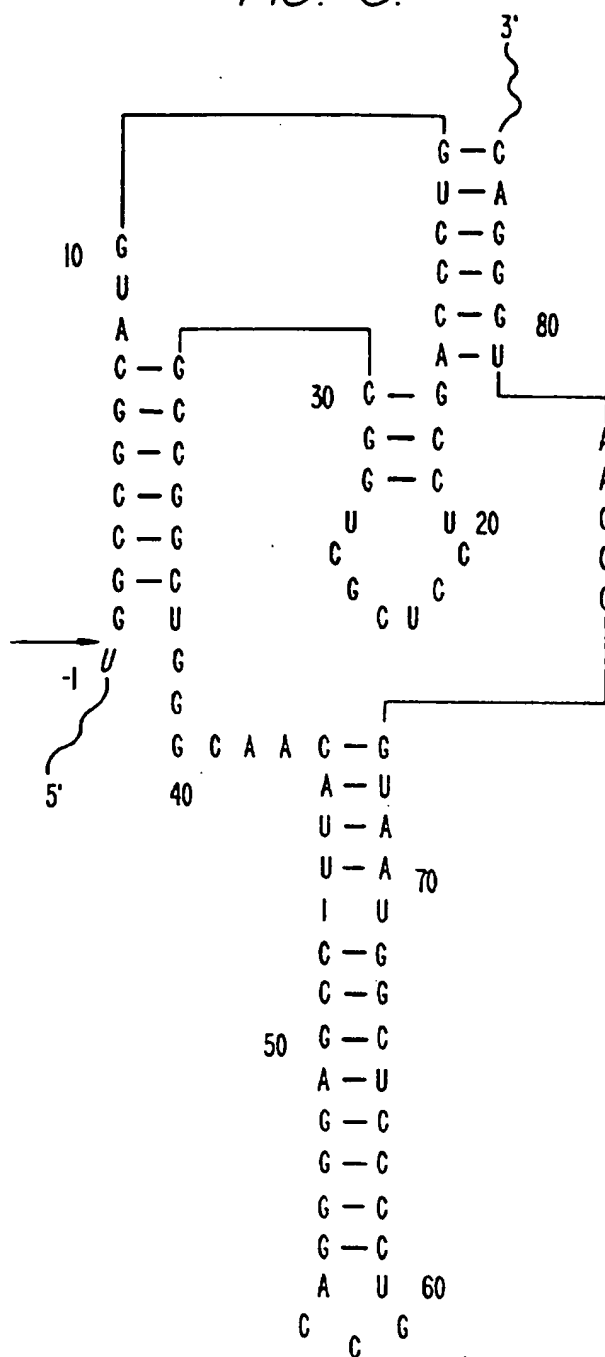 3'
G – C
U – A
C – G
C – G
C – G 80
A – U
10 G
U
A
C – G
G – C
G – C
C – G
C – G
G – C
G U
U G
-1 G
5'
G C A A C – G
40
30 C – G
G – C
G – C
U U 20
C C
G C
C U
A – U
U – A
U – A 70
I U
C – G
C – G
50 G – C
A – U
G – C
G – C
G – C
G – C
A U 60
C G
C